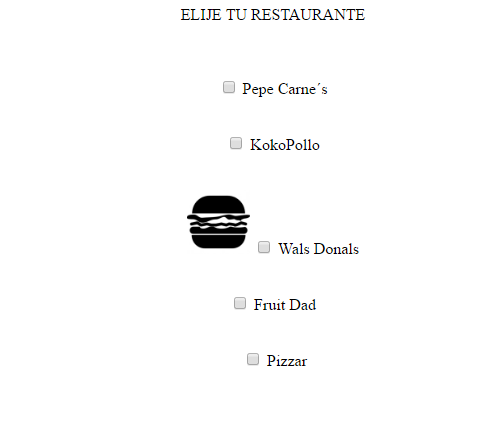 ELIJE TU RESTAURANTE
Pepe Carne´s
KokoPollo
Wals Donals
Fruit Dad
Pizzar